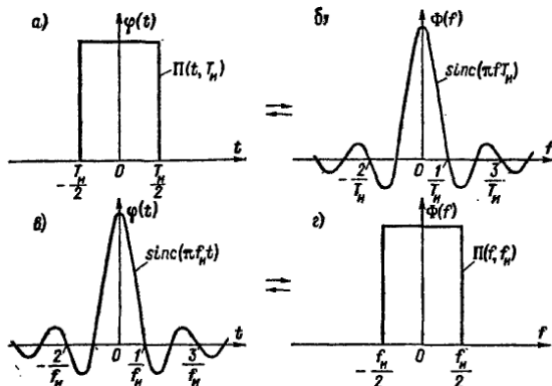 а)
φ(t)
П(t, Tи)
-Tи/2
0
Tи/2
t
б)
Φ(f)
sinc(πfTи)
-2/Tи
0
1/Tи
3/Tи
f
в)
φ(t)
sinc(πfиt)
-2/fи
0
1/fи
3/fи
t
г)
Φ(f)
П(f, fи)
-fи/2
0
fи/2
f